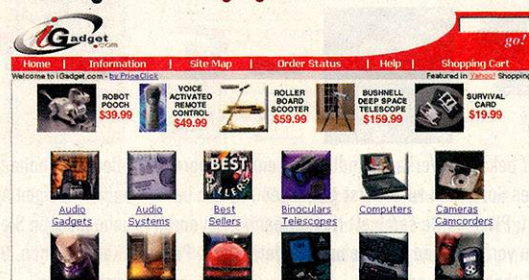 iGadget
.com
go!
Home | Information | Site Map | Order Status | Help | Shopping Cart
Welcome to iGadget.com - by PriceClick
Featured in Yahoo! Shopping
ROBOT
POOCH
$39.99
VOICE
ACTIVATED
REMOTE
CONTROL
$49.99
ROLLER
BOARD
SCOOTER
$59.99
BUSHNELL
DEEP SPACE
TELESCOPE
$159.99
SURVIVAL
CARD
$19.99
BEST
SELLERS
Audio
Gadgets
Audio
Systems
Best
Sellers
Binoculars
Telescopes
Computers
Cameras
Camcorders